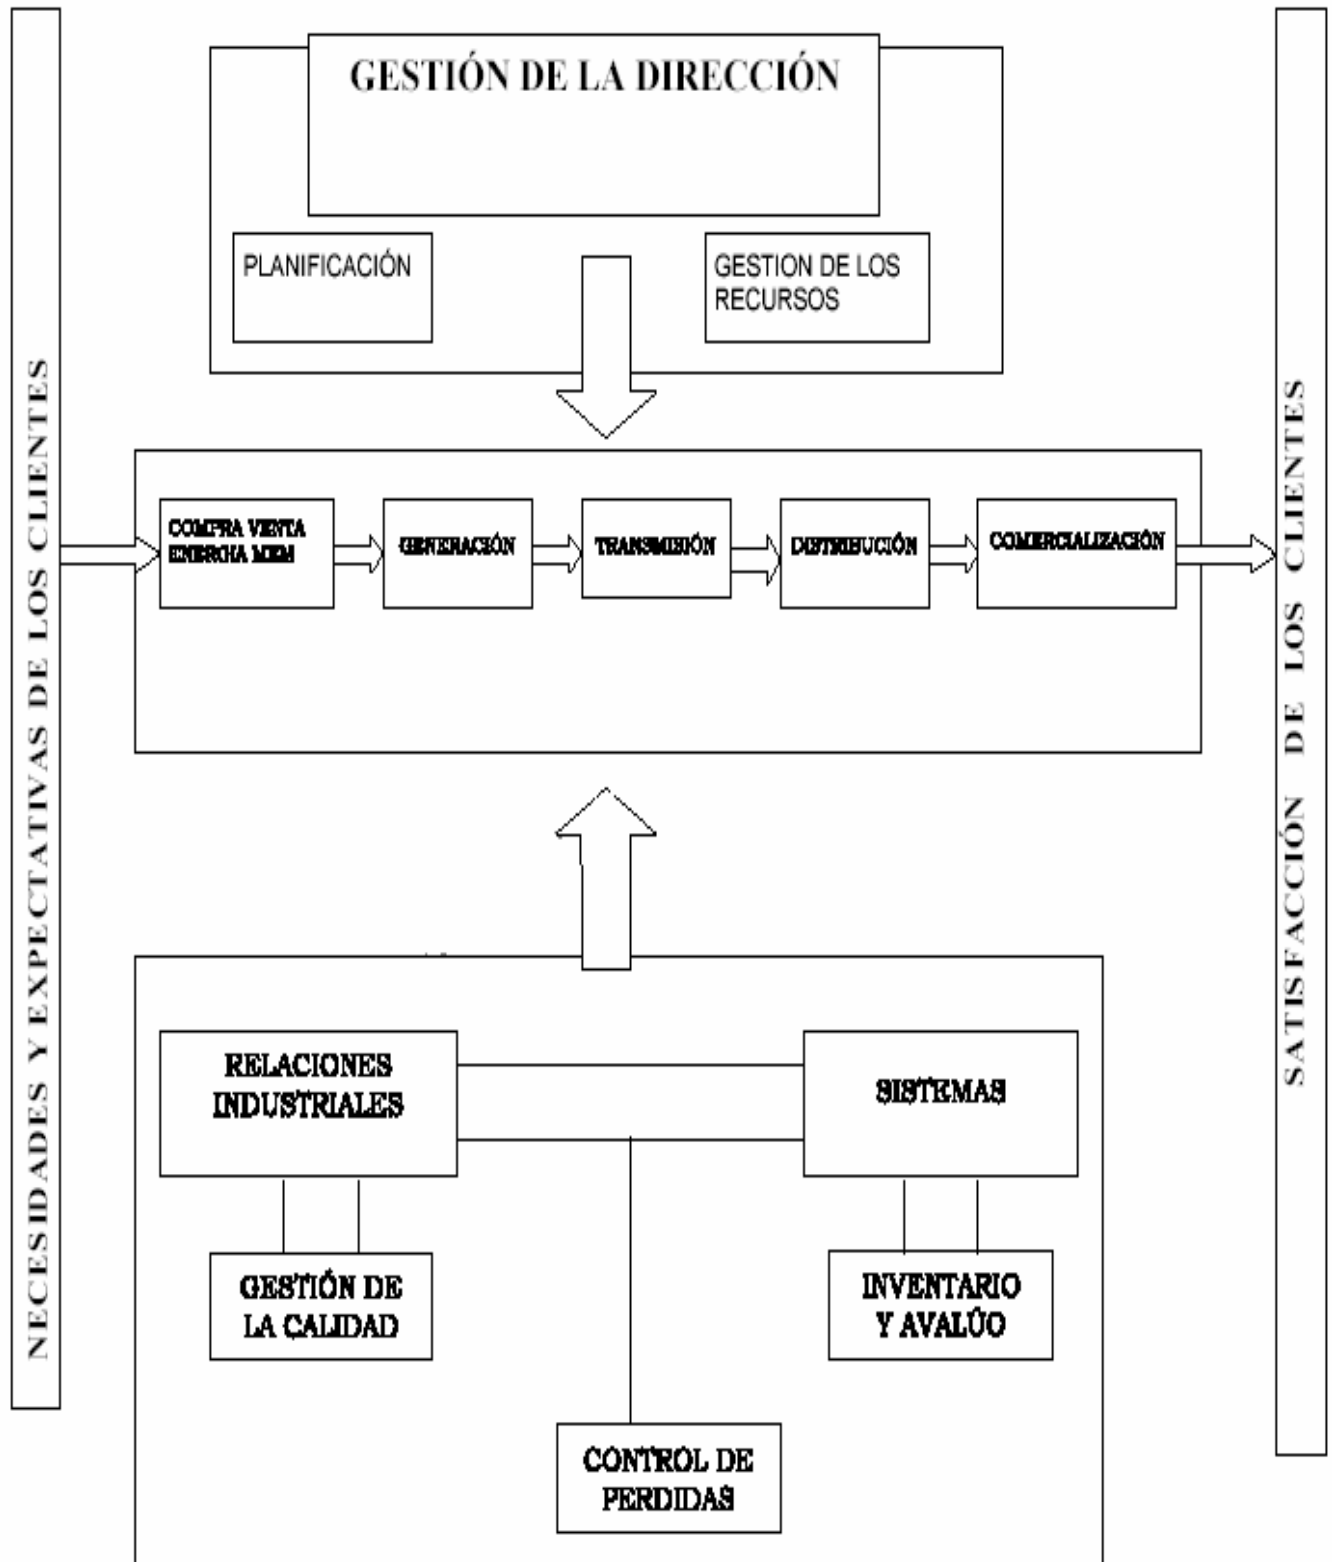 GESTIÓN DE LA DIRECCIÓN
PLANIFICACIÓN
GESTION DE LOS
RECURSOS
NECESIDADES Y EXPECTATIVAS DE LOS CLIENTES
COMPRA VENTA
ENERGIA MEM
GENERACIÓN
TRANSMISIÓN
DISTRIBUCIÓN
COMERCIALIZACIÓN
SATISFACCIÓN DE LOS CLIENTES
RELACIONES
INDUSTRIALES
SISTEMAS
GESTIÓN DE
LA CALIDAD
INVENTARIO
Y AVALÚO
CONTROL DE
PERDIDAS